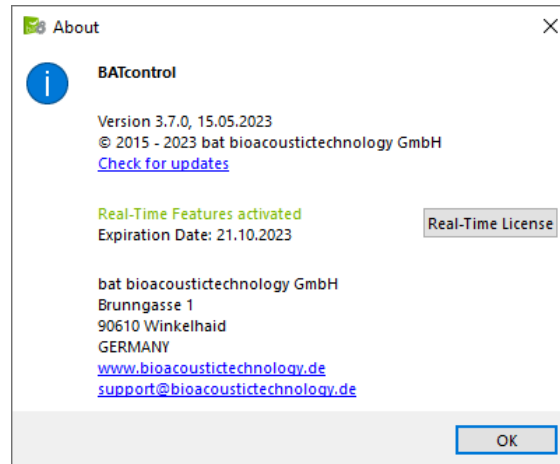 About
BATcontrol
Version 3.7.0, 15.05.2023
© 2015 - 2023 bat bioacoustictechnology GmbH
Check for updates
Real-Time Features activated
Expiration Date: 21.10.2023
Real-Time License
bat bioacoustictechnology GmbH
Brunngasse 1
90610 Winkelhaid
GERMANY
www.bioacoustictechnology.de
support@bioacoustictechnology.de
OK